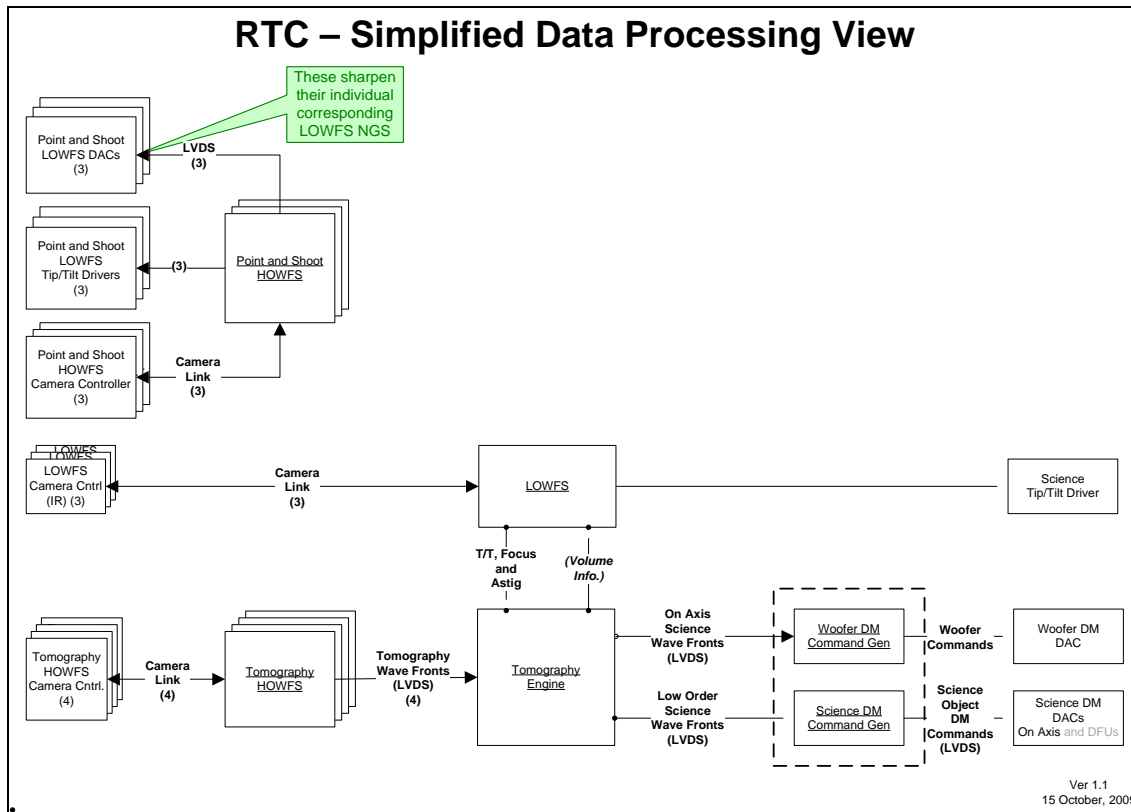 RTC – Simplified Data Processing View
These sharpen
their individual
corresponding
LOWFS NGS
Point and Shoot
LOWFS DACs
(3)
LVDS
(3)
Point and Shoot
LOWFS
Tip/Tilt Drivers
(3)
(3)
Point and Shoot
HOWFS
Point and Shoot
HOWFS
Camera Controller
(3)
Camera
Link
(3)
LOWFS
LOWFS
LOWFS
Camera Cntrl
(IR) (3)
Camera
Link
(3)
LOWFS
Science
Tip/Tilt Driver
T/T, Focus
and
Astig
(Volume
Info.)
Tomography
HOWFS
Camera Cntrl.
(4)
Camera
Link
(4)
Tomography
HOWFS
Tomography
Wave Fronts
(LVDS)
(4)
Tomography
Engine
On Axis
Science
Wave Fronts
(LVDS)
Woofer DM
Command Gen
Woofer
Commands
Woofer DM
DAC
Low Order
Science
Wave Fronts
(LVDS)
Science DM
Command Gen
Science
Object
DM
Commands
(LVDS)
Science DM
DACs
On Axis and DFUs
Ver 1.1
15 October, 2009